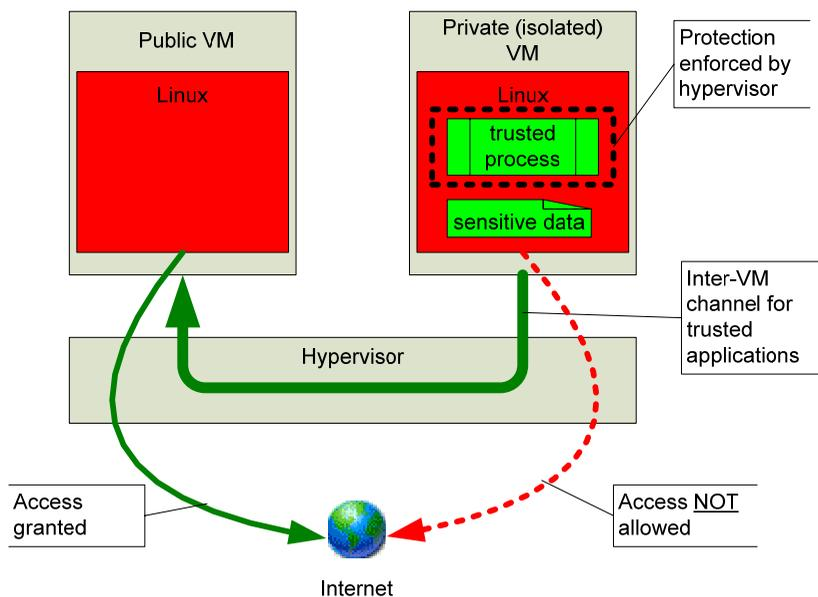 Public VM
Linux
Private (isolated)
VM
Linux
trusted
process
sensitive data
Protection
enforced by
hypervisor
Inter-VM
channel for
trusted
applications
Hypervisor
Access
granted
Access NOT
allowed
Internet